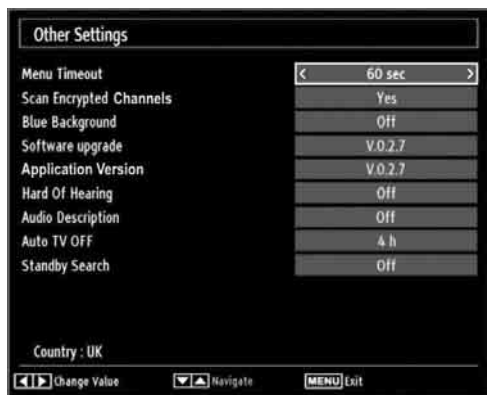 Other Settings
Menu Timeout < 60 sec >
Scan Encrypted Channels Yes
Blue Background Off
Software upgrade V.0.2.7
Application Version V.0.2.7
Hard Of Hearing Off
Audio Description Off
Auto TV OFF 4 h
Standby Search Off
Country : UK
Change Value Navigate MENU Exit